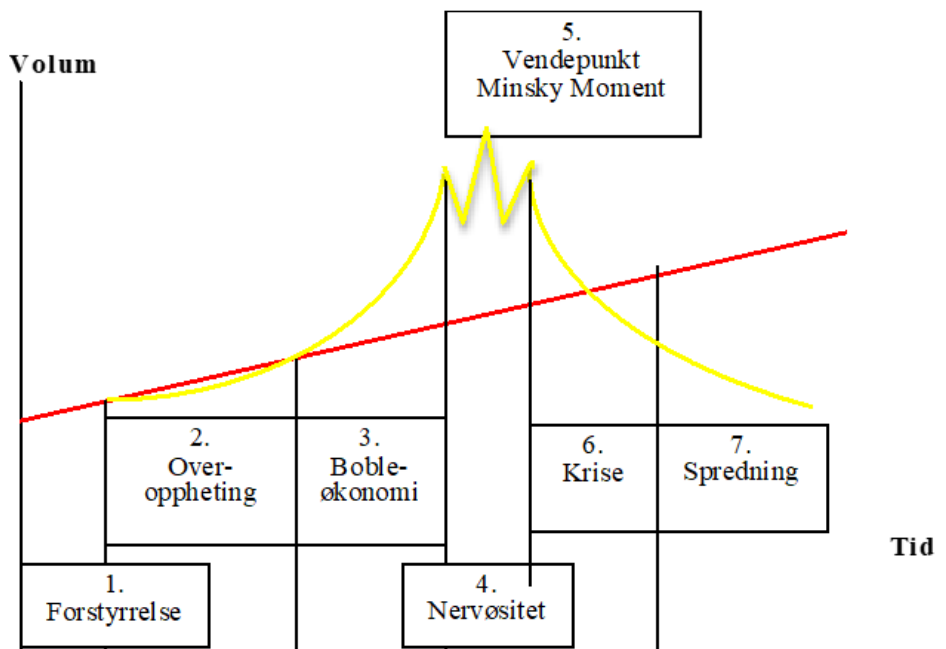 5.
Vendepunkt
Minsky Moment
Volum
2.
Over-
oppheting
3.
Boble-
økonomi
6.
Krise
7.
Spredning
Tid
1.
Forstyrrelse
4.
Nervøsitet